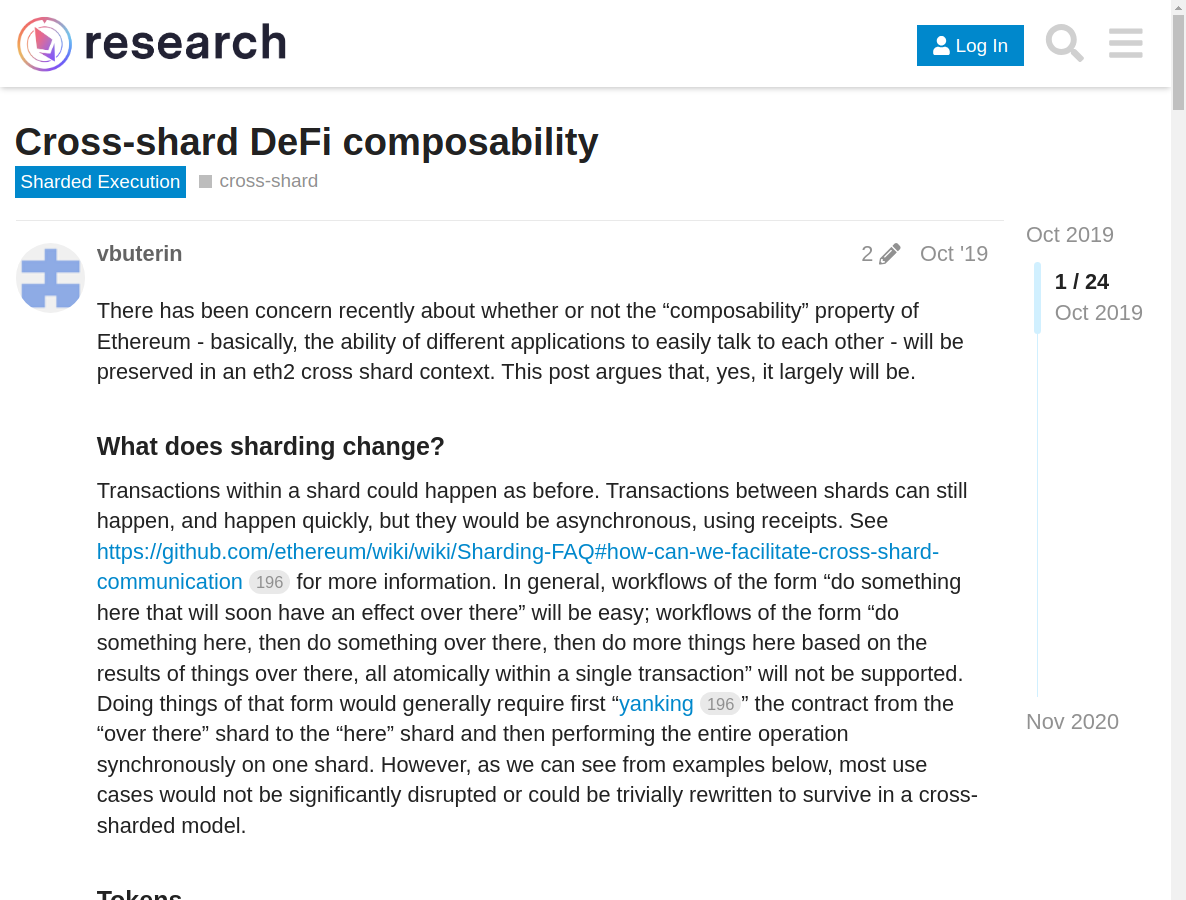 research
Log In
Cross-shard DeFi composability
Sharded Execution cross-shard
vbuterin 2 Oct '19
There has been concern recently about whether or not the “composability” property of
Ethereum - basically, the ability of different applications to easily talk to each other - will be
preserved in an eth2 cross shard context. This post argues that, yes, it largely will be.
What does sharding change?
Transactions within a shard could happen as before. Transactions between shards can still
happen, and happen quickly, but they would be asynchronous, using receipts. See
https://github.com/ethereum/wiki/wiki/Sharding-FAQ#how-can-we-facilitate-cross-shard-
communication 196 for more information. In general, workflows of the form “do something
here that will soon have an effect over there” will be easy; workflows of the form “do
something here, then do something over there, then do more things here based on the
results of things over there, all atomically within a single transaction” will not be supported.
Doing things of that form would generally require first “yanking 196” the contract from the
“over there” shard to the “here” shard and then performing the entire operation
synchronously on one shard. However, as we can see from examples below, most use
cases would not be significantly disrupted or could be trivially rewritten to survive in a cross-
sharded model.
Tokens
Oct 2019
1 / 24
Oct 2019
Nov 2020